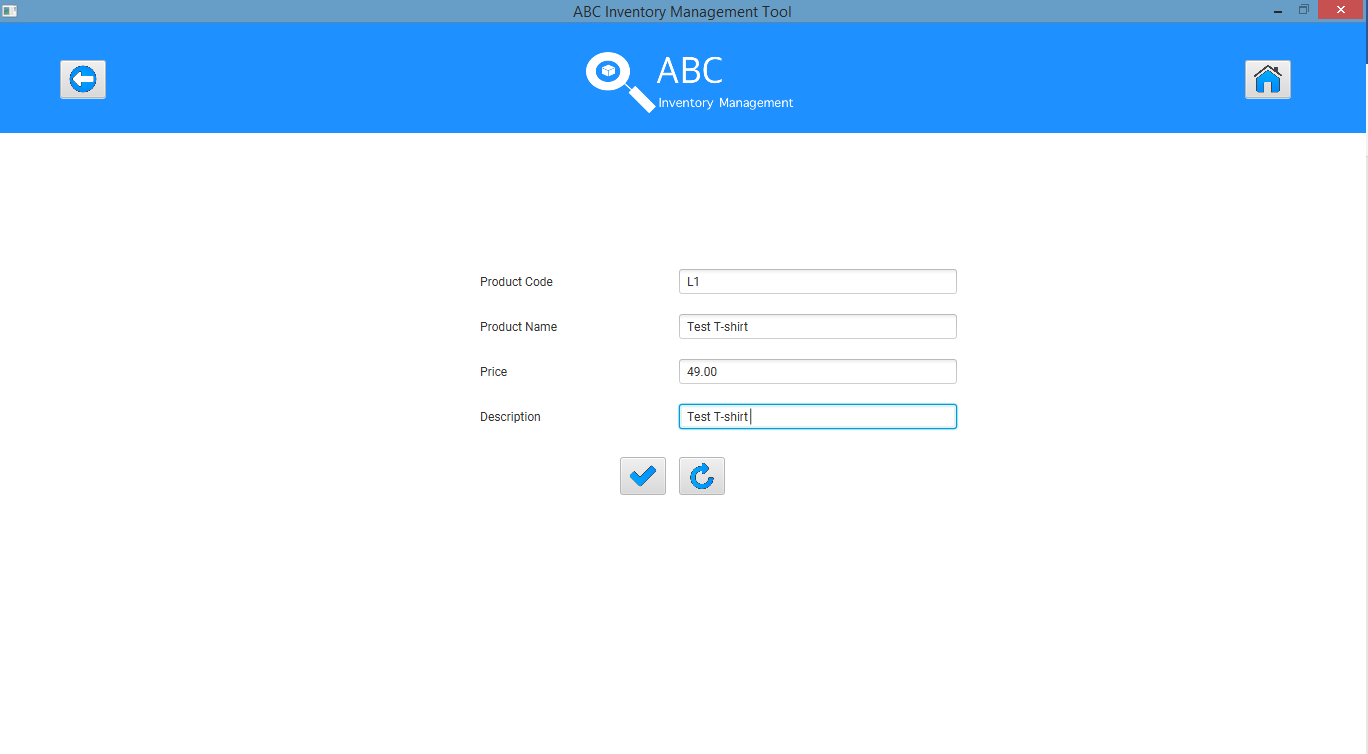 ABC Inventory Management Tool
ABC
Inventory Management
Product Code L1
Product Name Test T-shirt
Price 49.00
Description Test T-shirt